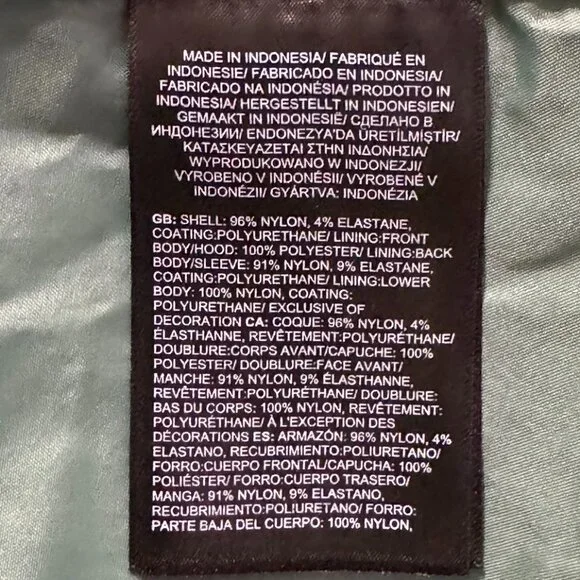 MADE IN INDONESIA/ FABRIQUÉ EN
INDONESIE/ FABRICADO EN INDONESIA/
FABRICADO NA INDONÉSIA/ PRODOTTO IN
INDONESIA/ HERGESTELLT IN INDONESIEN/
GEMAAKT IN INDONESIË/ СДЕЛАНО В
ИНДОНЕЗИИ/ ENDONEZYA'DA ÜRETİLMİŞTİR/
ΚΑΤΑΣΚΕΥΑΖΕΤΑΙ ΣΤΗΝ ΙΝΔΟΝΗΣΙΑ/
WYPRODUKOWANO W INDONEZJI/
VYROBENO V INDONÉSII/ VYROBENÉ V
INDONÉZII/ GYÁRTVA: INDONÉZIA
GB: SHELL: 96% NYLON, 4% ELASTANE,
COATING:POLYURETHANE/ LINING:FRONT
BODY/HOOD: 100% POLYESTER/ LINING:BACK
BODY/SLEEVE: 91% NYLON, 9% ELASTANE,
COATING:POLYURETHANE/ LINING:LOWER
BODY: 100% NYLON, COATING:
POLYURETHANE/ EXCLUSIVE OF
DECORATION CA: COQUE: 96% NYLON, 4%
ÉLASTHANNE, REVÊTEMENT:POLYURÉTHANE/
DOUBLURE:CORPS AVANT/CAPUCHE: 100%
POLYESTER/ DOUBLURE:FACE AVANT/
MANCHE: 91% NYLON, 9% ÉLASTHANNE,
REVÊTEMENT:POLYURÉTHANE/ DOUBLURE:
BAS DU CORPS: 100% NYLON, REVÊTEMENT:
POLYURÉTHANE/ À L'EXCEPTION DES
DÉCORATIONS ES: ARMAZÓN: 96% NYLON, 4%
ELASTANO, RECUBRIMIENTO:POLIURETANO/
FORRO:CUERPO FRONTAL/CAPUCHA: 100%
POLIÉSTER/ FORRO:CUERPO TRASERO/
MANGA: 91% NYLON, 9% ELASTANO,
RECUBRIMIENTO:POLIURETANO/ FORRO:
PARTE BAJA DEL CUERPO: 100% NYLON,